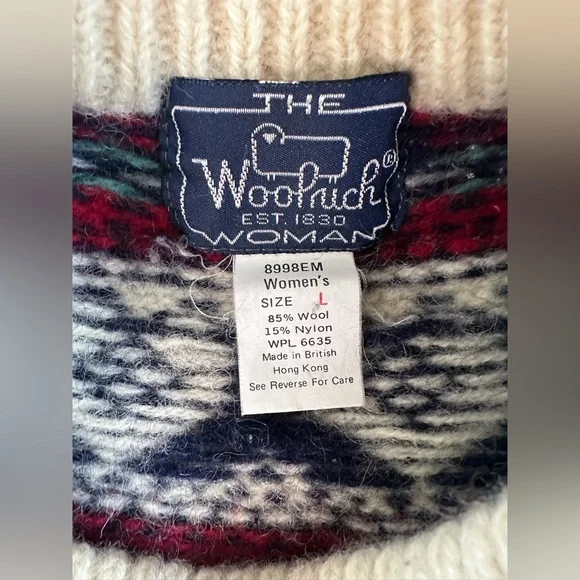 THE
Woolrich®
EST. 1830
WOMAN
8998EM
Women's
SIZE L
85% Wool
15% Nylon
WPL 6635
Made in British
Hong Kong
See Reverse For Care